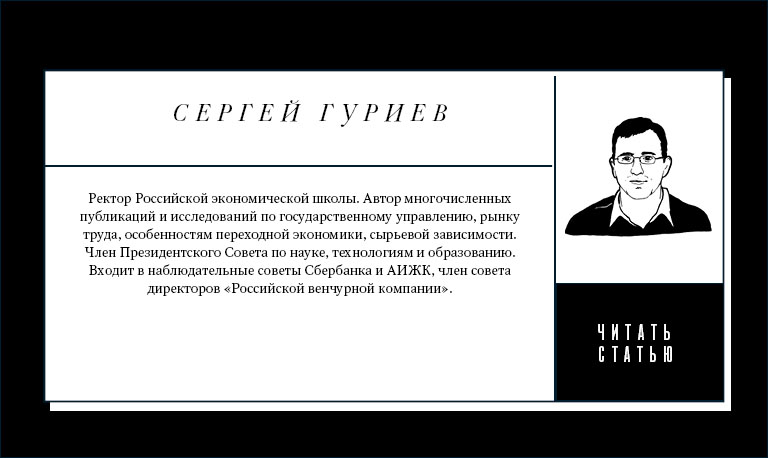 СЕРГЕЙ ГУРИЕВ
Ректор Российской экономической школы. Автор многочисленных
публикаций и исследований по государственному управлению, рынку
труда, особенностям переходной экономики, сырьевой зависимости.
Член Президентского Совета по науке, технологиям и образованию.
Входит в наблюдательные советы Сбербанка и АИЖК, член совета
директоров «Российской венчурной компании».
ЧИТАТЬ
СТАТЬЮ